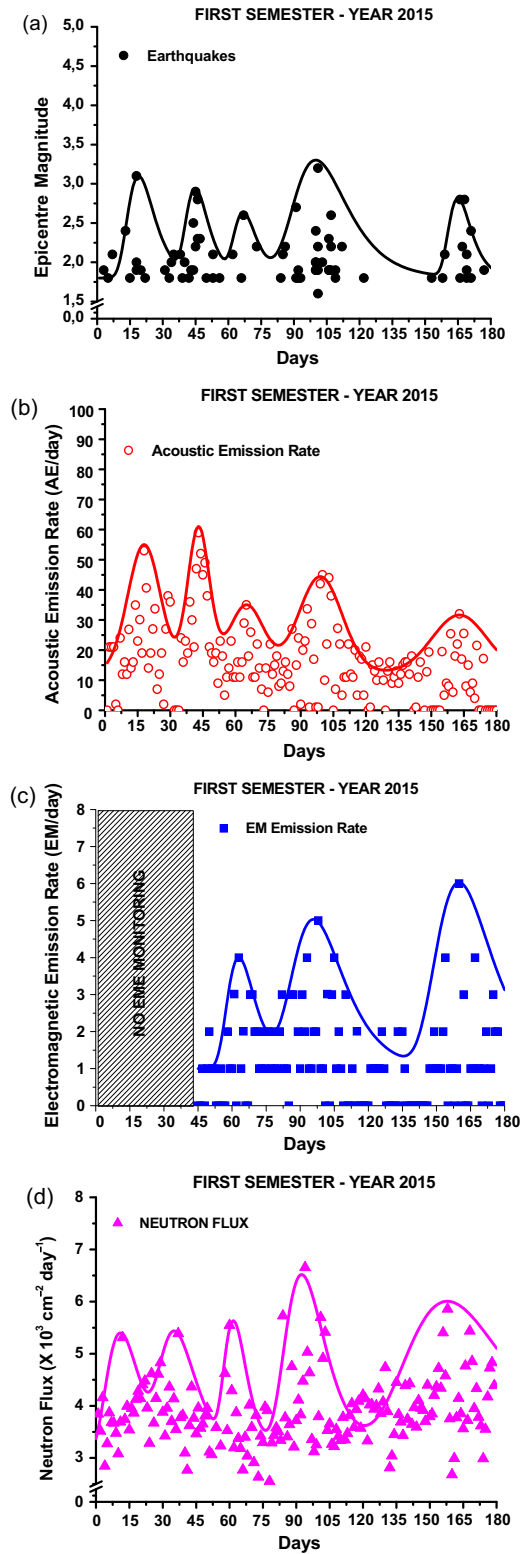 (a)
FIRST SEMESTER - YEAR 2015
Earthquakes
Epicentre Magnitude
5,0
4,5
4,0
3,5
3,0
2,5
2,0
1,5
0,0
0 15 30 45 60 75 90 105 120 135 150 165 180
Days
(b)
FIRST SEMESTER - YEAR 2015
Acoustic Emission Rate
Acoustic Emission Rate (AE/day)
100
90
80
70
60
50
40
30
20
10
0
0 15 30 45 60 75 90 105 120 135 150 165 180
Days
(c)
FIRST SEMESTER - YEAR 2015
EM Emission Rate
NO EME MONITORING
Electromagnetic Emission Rate (EM/day)
8
7
6
5
4
3
2
1
0
0 15 30 45 60 75 90 105 120 135 150 165 180
Days
(d)
FIRST SEMESTER - YEAR 2015
NEUTRON FLUX
Neutron Flux (X 10³ cm⁻² day⁻¹)
8
7
6
5
4
3
0
0 15 30 45 60 75 90 105 120 135 150 165 180
Days